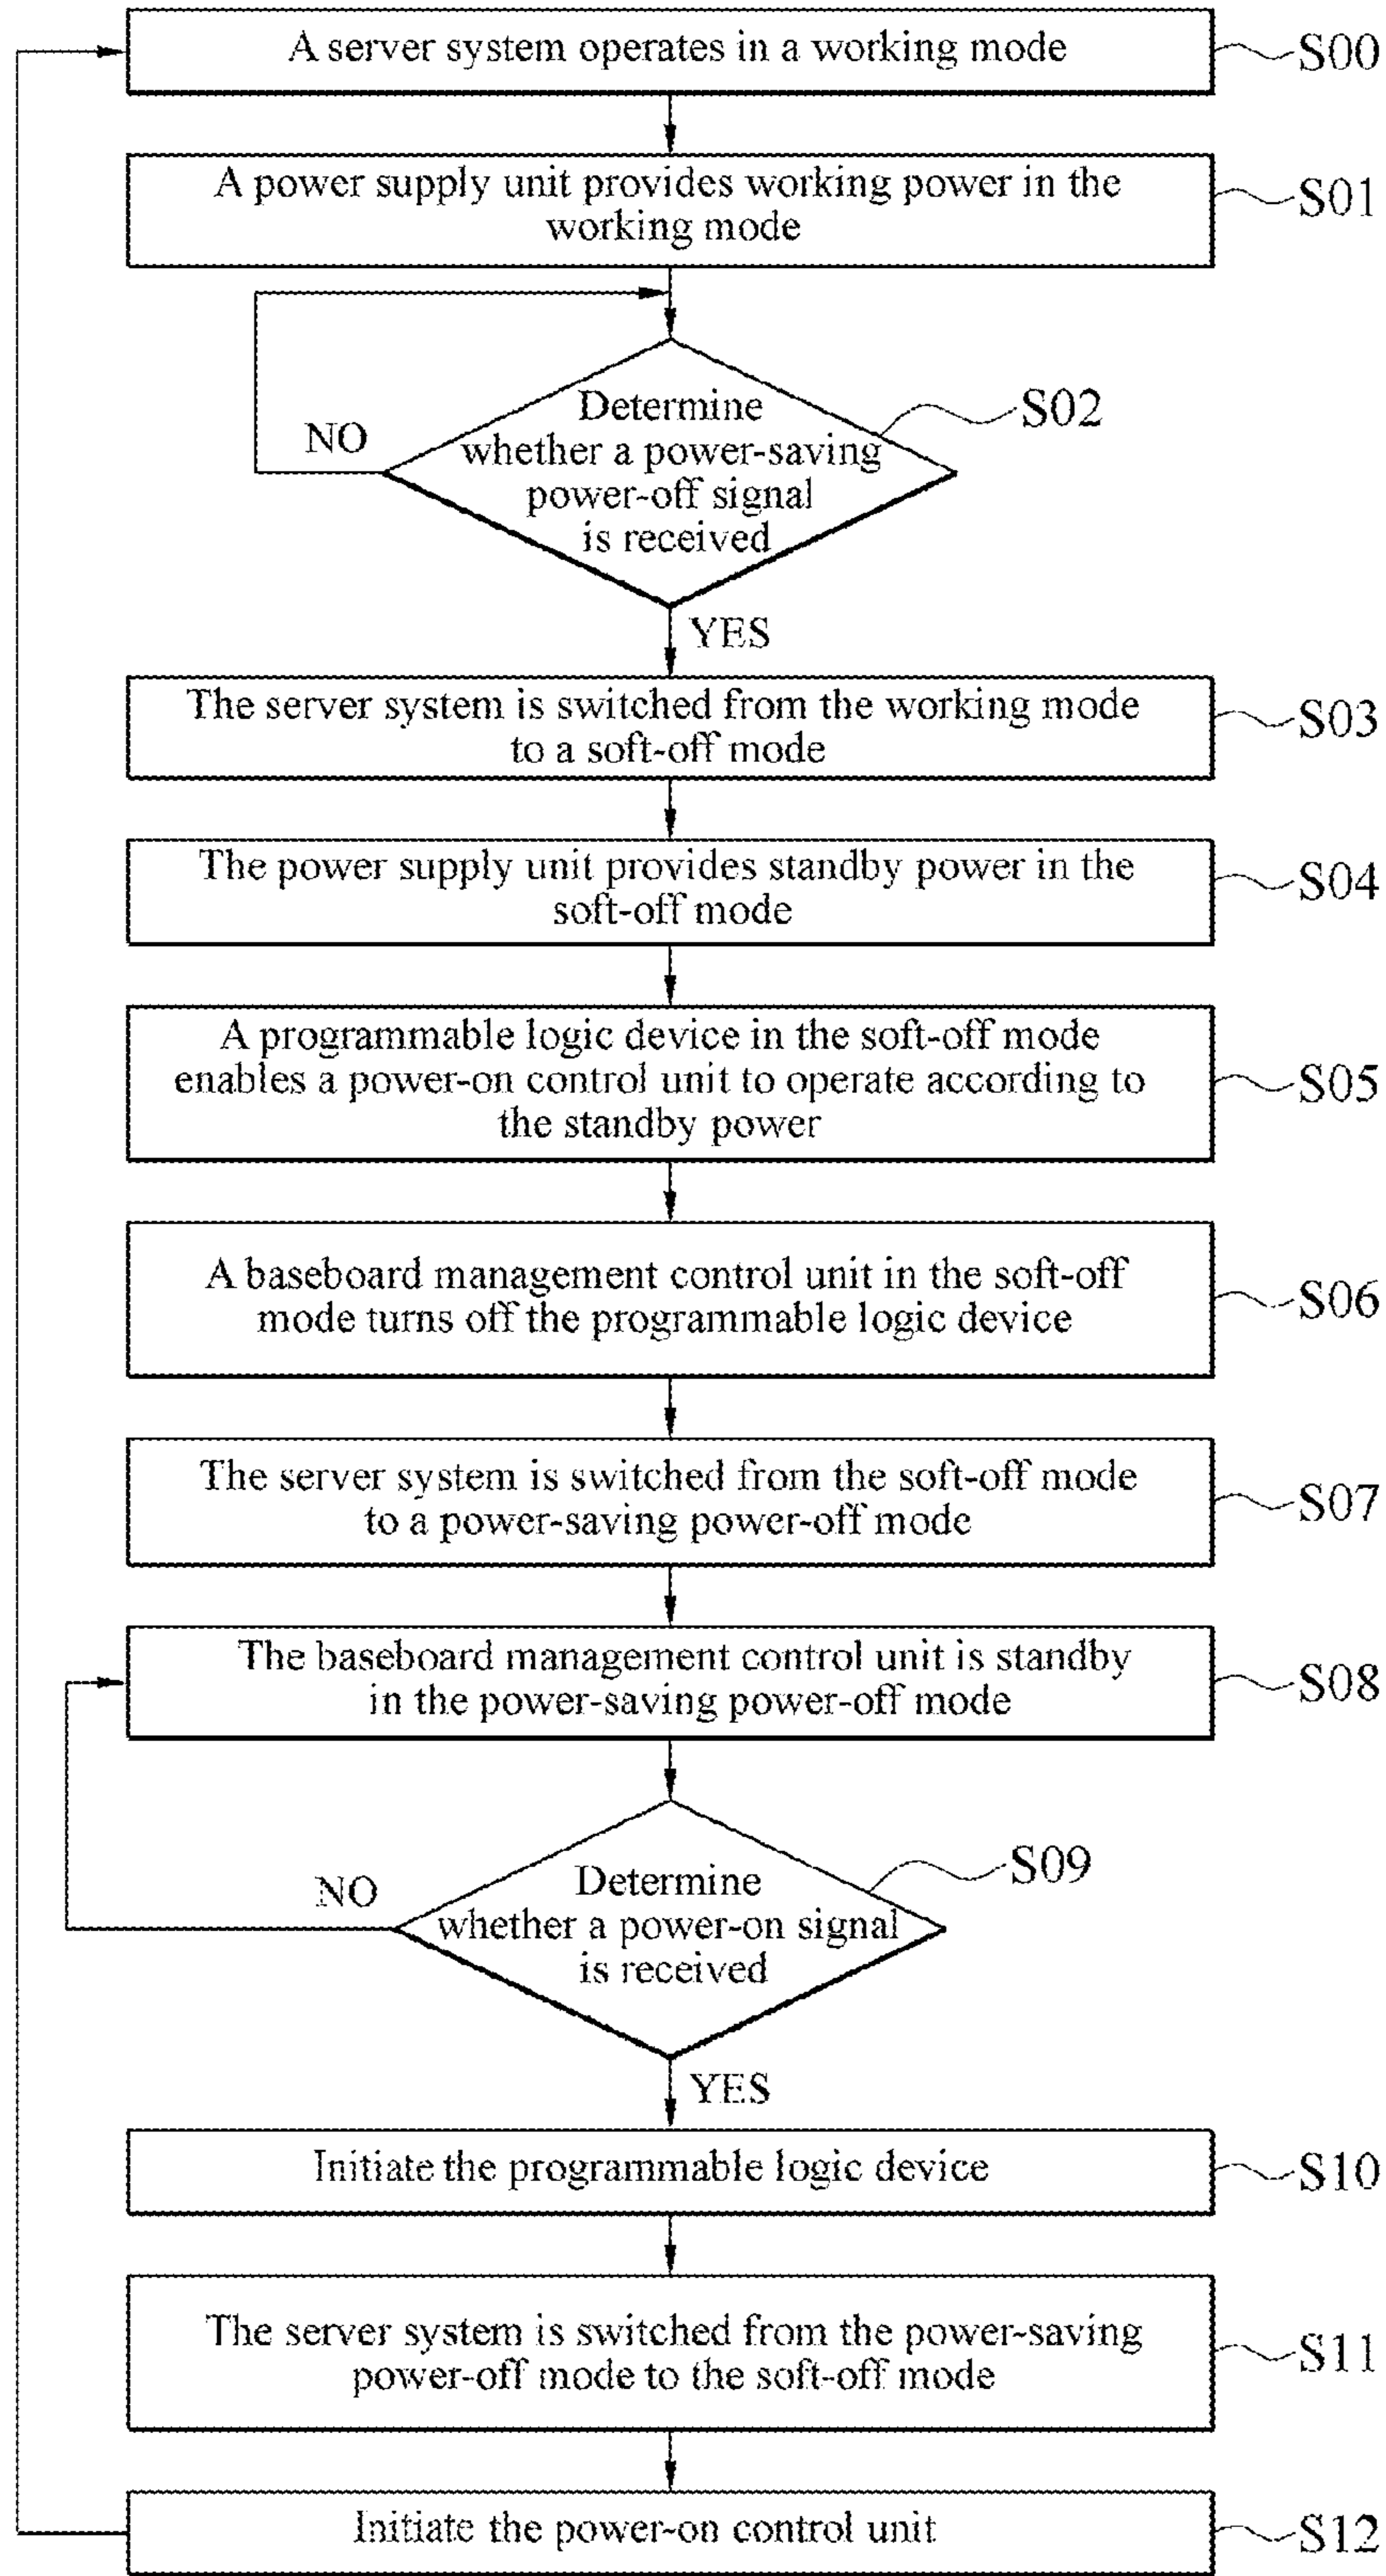 A server system operates in a working mode
S00
A power supply unit provides working power in the
working mode
S01
Determine
whether a power-saving
power-off signal
is received
S02
NO
YES
The server system is switched from the working mode
to a soft-off mode
S03
The power supply unit provides standby power in the
soft-off mode
S04
A programmable logic device in the soft-off mode
enables a power-on control unit to operate according to
the standby power
S05
A baseboard management control unit in the soft-off
mode turns off the programmable logic device
S06
The server system is switched from the soft-off mode
to a power-saving power-off mode
S07
The baseboard management control unit is standby
in the power-saving power-off mode
S08
Determine
whether a power-on signal
is received
S09
NO
YES
Initiate the programmable logic device
S10
The server system is switched from the power-saving
power-off mode to the soft-off mode
S11
Initiate the power-on control unit
S12